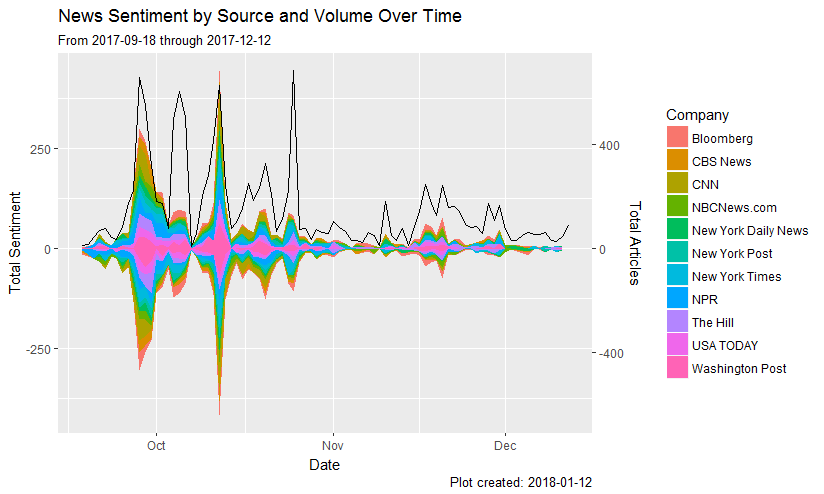 News Sentiment by Source and Volume Over Time
From 2017-09-18 through 2017-12-12
Total Sentiment
250
0
-250
400
0
-400
Total Articles
Oct
Nov
Dec
Date
Company
Bloomberg
CBS News
CNN
NBCNews.com
New York Daily News
New York Post
New York Times
NPR
The Hill
USA TODAY
Washington Post
Plot created: 2018-01-12